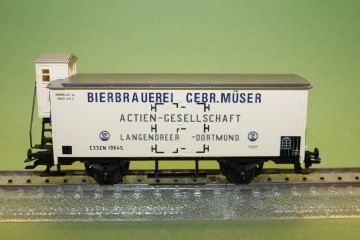 BIERBRAUEREI GEBR. MÜSER
ACTIEN-GESELLSCHAFT
LANGENDREER -DORTMUND
ESSEN 19845